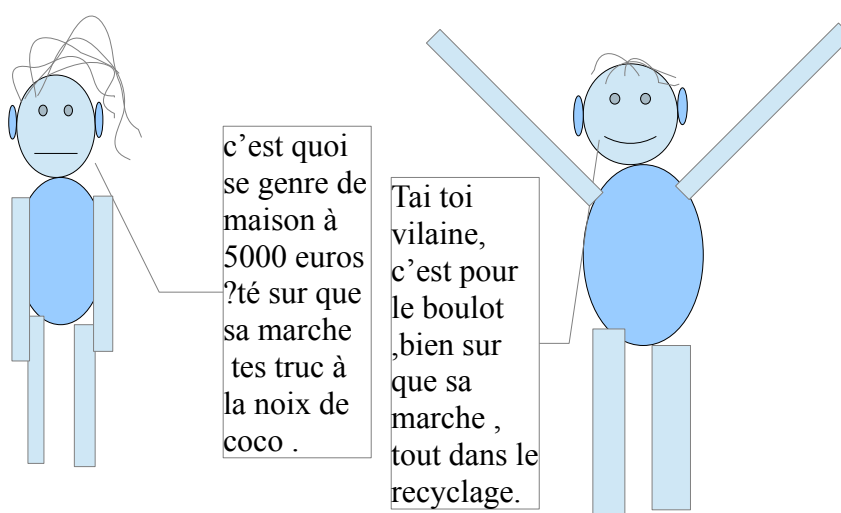 c’est quoi
se genre de
maison à
5000 euros
?té sur que
sa marche
tes truc à
la noix de
coco .
Tai toi
vilaine,
c’est pour
le boulot
,bien sur
que sa
marche ,
tout dans le
recyclage.